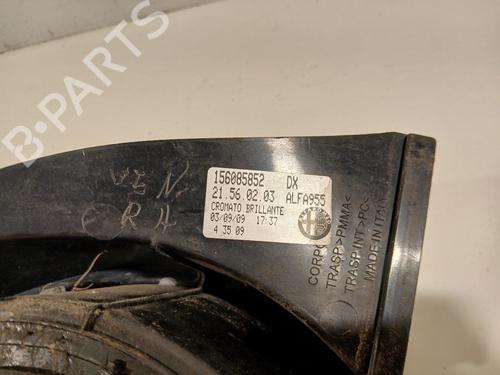 B-PARTS
VEN
R H
156085852 DX
21.56.02.03 ALFA955
CROMATO BRILLANTE
03/09/09 17:37
4 35 09
TRASP>PMMA<
TRASP.INT>PC<
MADE IN ITALY